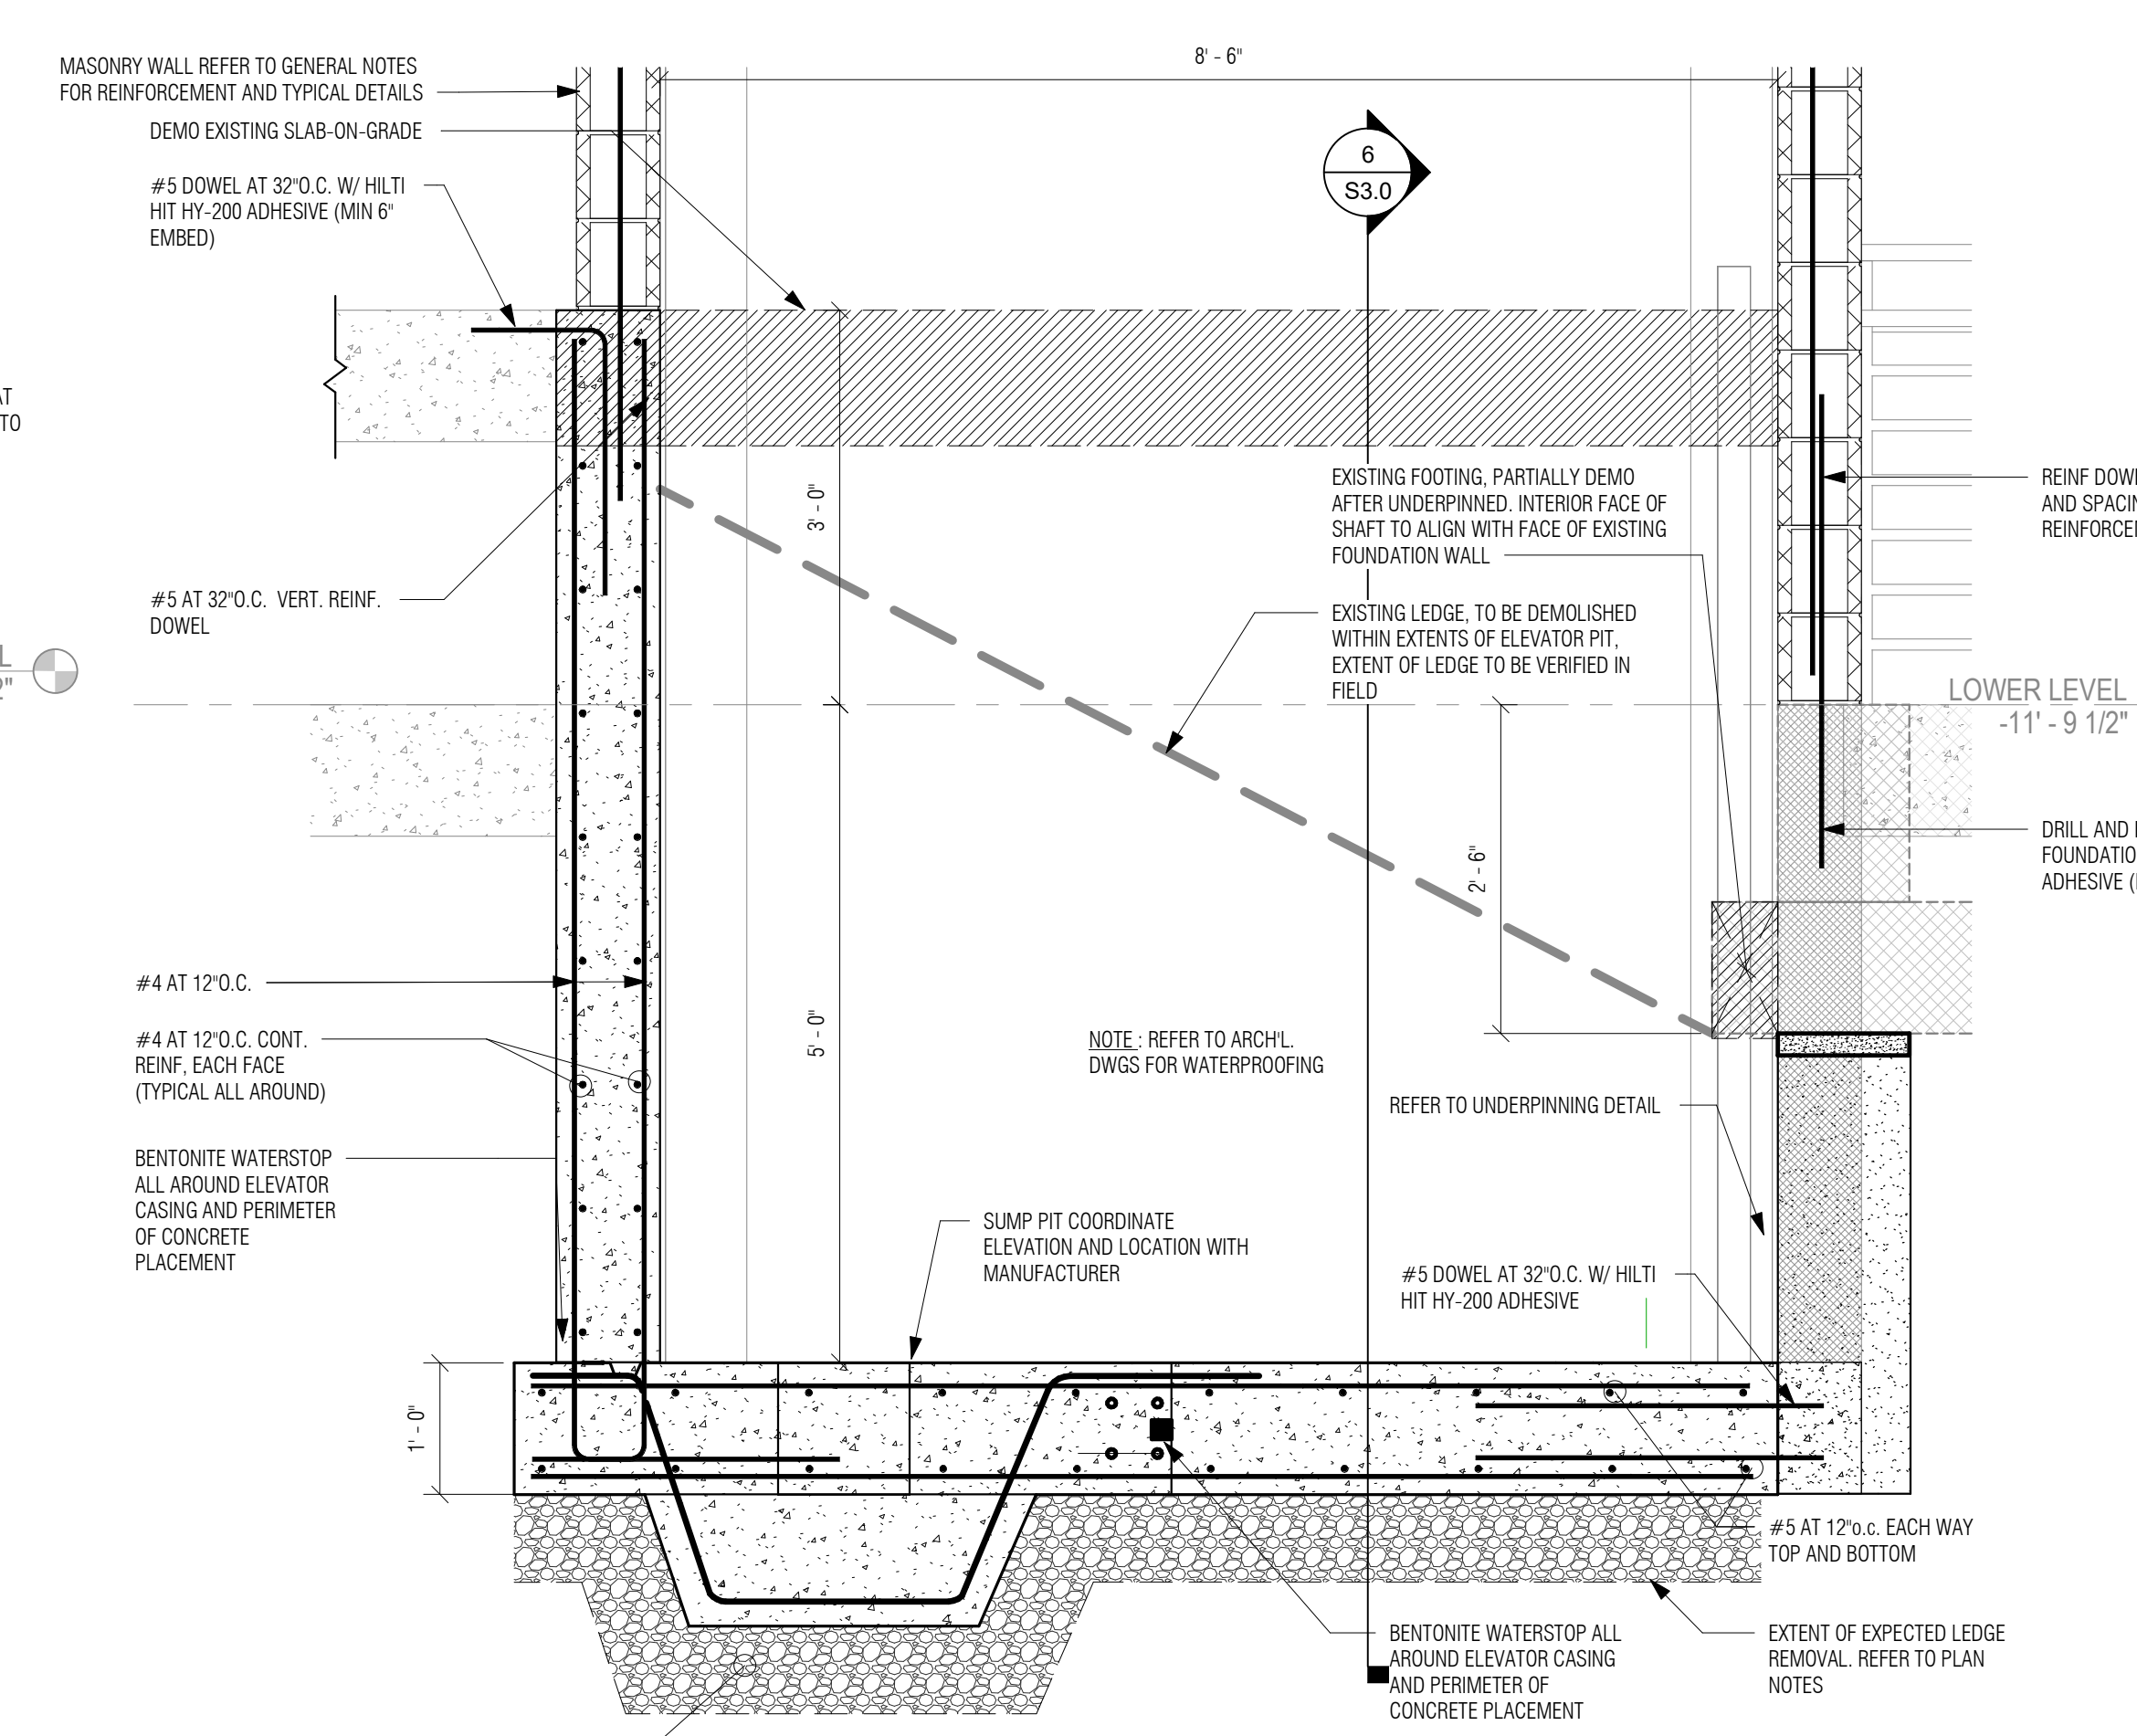 8' - 6"
MASONRY WALL REFER TO GENERAL NOTES
FOR REINFORCEMENT AND TYPICAL DETAILS
DEMO EXISTING SLAB-ON-GRADE
#5 DOWEL AT 32"O.C. W/ HILTI
HIT HY-200 ADHESIVE (MIN 6"
EMBED)
6
S3.0
TO
3' - 0"
EXISTING FOOTING, PARTIALLY DEMO
AFTER UNDERPINNED. INTERIOR FACE OF
SHAFT TO ALIGN WITH FACE OF EXISTING
FOUNDATION WALL
REINF
AND
#5 AT 32"O.C. VERT. REINF.
DOWEL
EXISTING LEDGE, TO BE DEMOLISHED
WITHIN EXTENTS OF ELEVATOR PIT,
EXTENT OF LEDGE TO BE VERIFIED IN
FIELD
LOWER LEVEL
-11' - 9 1/2"
2' - 6"
DRILL AND
ADHESIVE
#4 AT 12"O.C.
#4 AT 12"O.C. CONT.
REINF, EACH FACE
(TYPICAL ALL AROUND)
5' - 0"
NOTE : REFER TO ARCH'L.
DWGS FOR WATERPROOFING
REFER TO UNDERPINNING DETAIL
BENTONITE WATERSTOP
ALL AROUND ELEVATOR
CASING AND PERIMETER
OF CONCRETE
PLACEMENT
SUMP PIT COORDINATE
ELEVATION AND LOCATION WITH
MANUFACTURER
#5 DOWEL AT 32"O.C. W/ HILTI
HIT HY-200 ADHESIVE
1' - 0"
#5 AT 12"o.c. EACH WAY
TOP AND BOTTOM
BENTONITE WATERSTOP ALL
AROUND ELEVATOR CASING
AND PERIMETER OF
CONCRETE PLACEMENT
EXTENT OF EXPECTED LEDGE
REMOVAL. REFER TO PLAN
NOTES